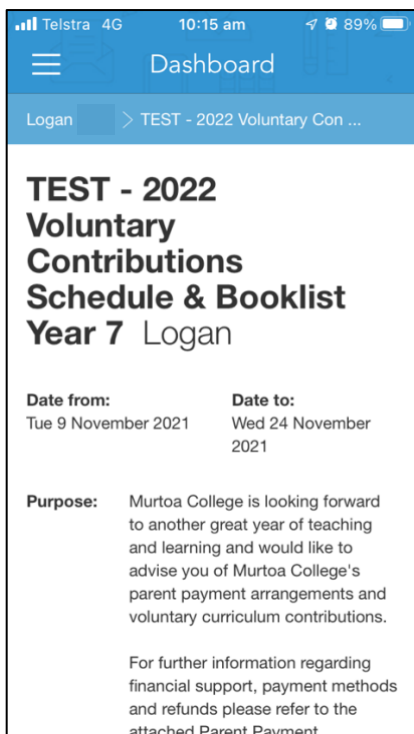 Telstra 4G 10:15 am 89%
Dashboard
Logan > TEST - 2022 Voluntary Con ...
TEST - 2022
Voluntary
Contributions
Schedule & Booklist
Year 7 Logan
Date from: Date to:
Tue 9 November 2021 Wed 24 November
2021
Purpose: Murtoa College is looking forward
to another great year of teaching
and learning and would like to
advise you of Murtoa College's
parent payment arrangements and
voluntary curriculum contributions.
For further information regarding
financial support, payment methods
and refunds please refer to the
attached Parent Payment